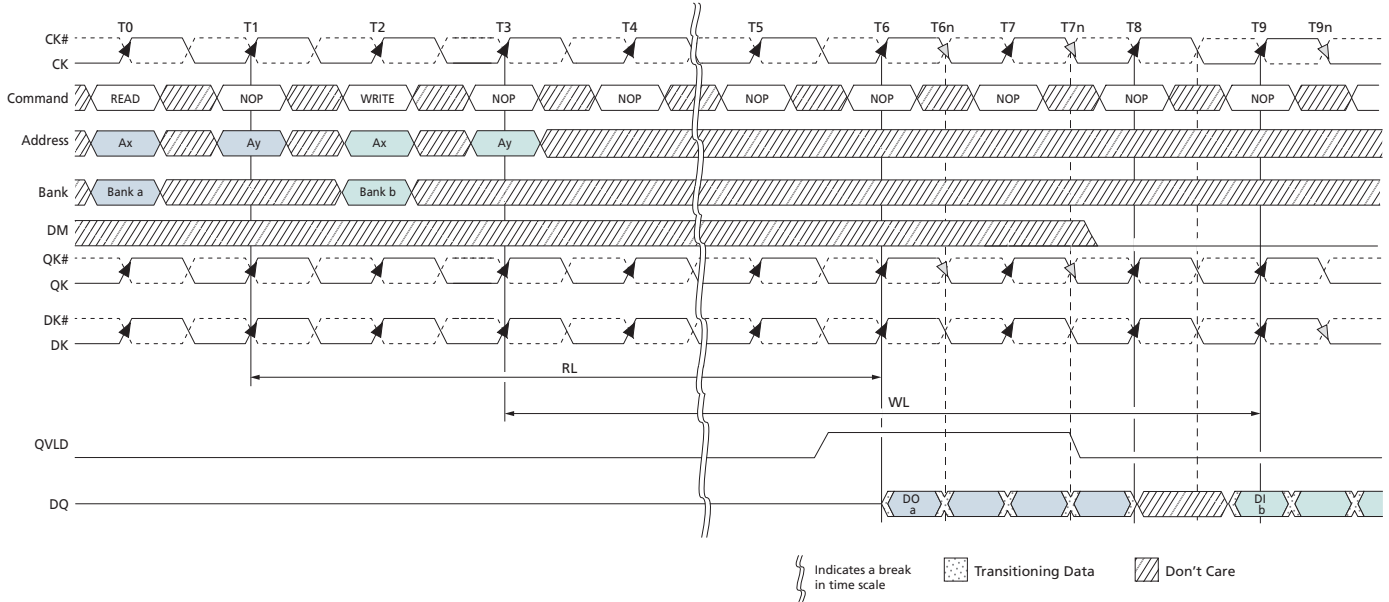 T0 T1 T2 T3 T4 T5 T6 T6n T7 T7n T8 T9 T9n
CK#
CK
Command READ NOP WRITE NOP NOP NOP NOP NOP NOP NOP
Address Ax Ay Ax Ay
Bank Bank a Bank b
DM
QK#
QK
DK#
DK
RL
WL
QVLD
DQ DO a DI b
Indicates a break
in time scale
Transitioning Data
Don't Care